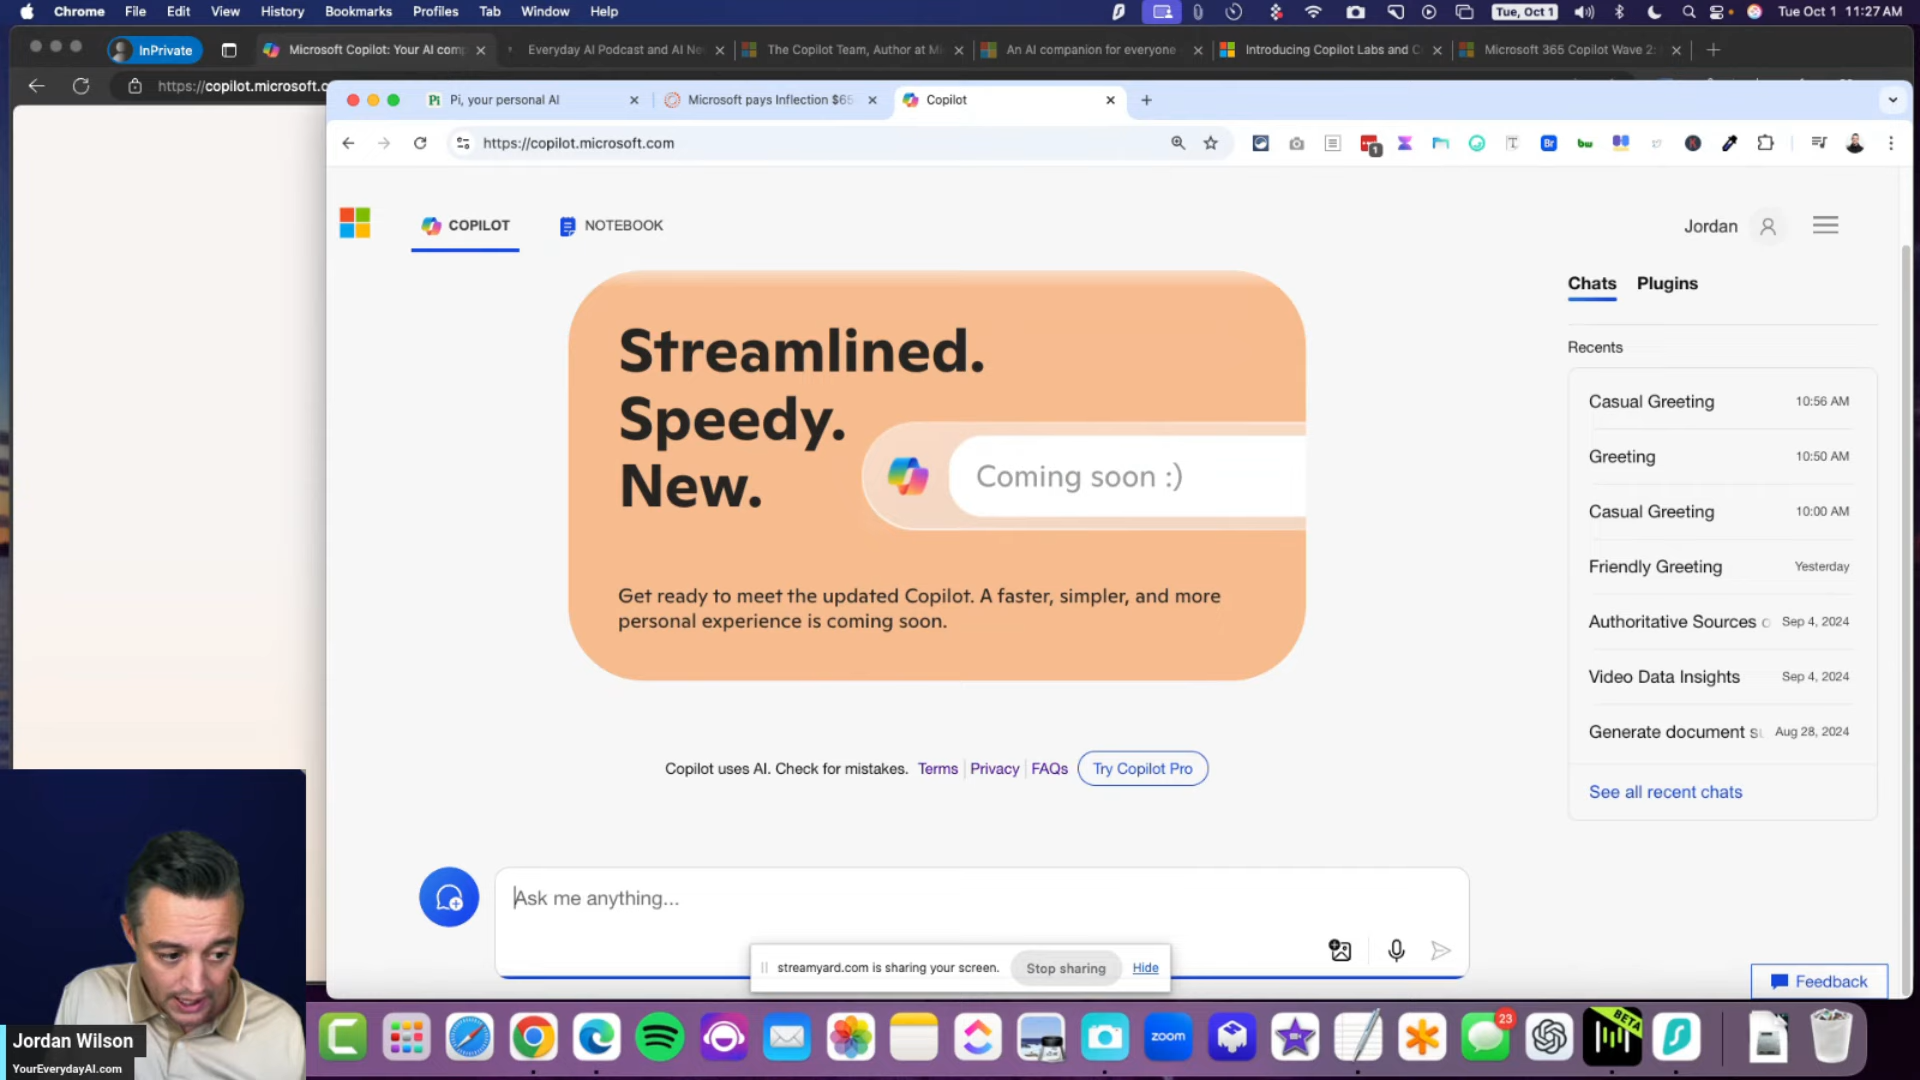 Chrome File Edit View History Bookmarks Profiles Tab Window Help
Tue, Oct 1
Tue Oct 1 11:27 AM
InPrivate
Microsoft Copilot: Your AI comp
Everyday AI Podcast and AI Ne
The Copilot Team, Author at Mi
An AI companion for everyone
Introducing Copilot Labs and C
Microsoft 365 Copilot Wave 2:
https://copilot.microsoft.c
Pi, your personal AI
Microsoft pays Inflection $65
Copilot
https://copilot.microsoft.com
1
Br
bw
COPILOT
NOTEBOOK
Jordan
Streamlined.
Speedy.
New.
Coming soon :)
Get ready to meet the updated Copilot. A faster, simpler, and more
personal experience is coming soon.
Copilot uses AI. Check for mistakes. Terms Privacy FAQs Try Copilot Pro
Chats Plugins
Recents
Casual Greeting 10:56 AM
Greeting 10:50 AM
Casual Greeting 10:00 AM
Friendly Greeting Yesterday
Authoritative Sources o Sep 4, 2024
Video Data Insights Sep 4, 2024
Generate document su Aug 28, 2024
See all recent chats
Ask me anything...
streamyard.com is sharing your screen. Stop sharing Hide
Feedback
Jordan Wilson
YourEverydayAI.com
zoom
23
BETA